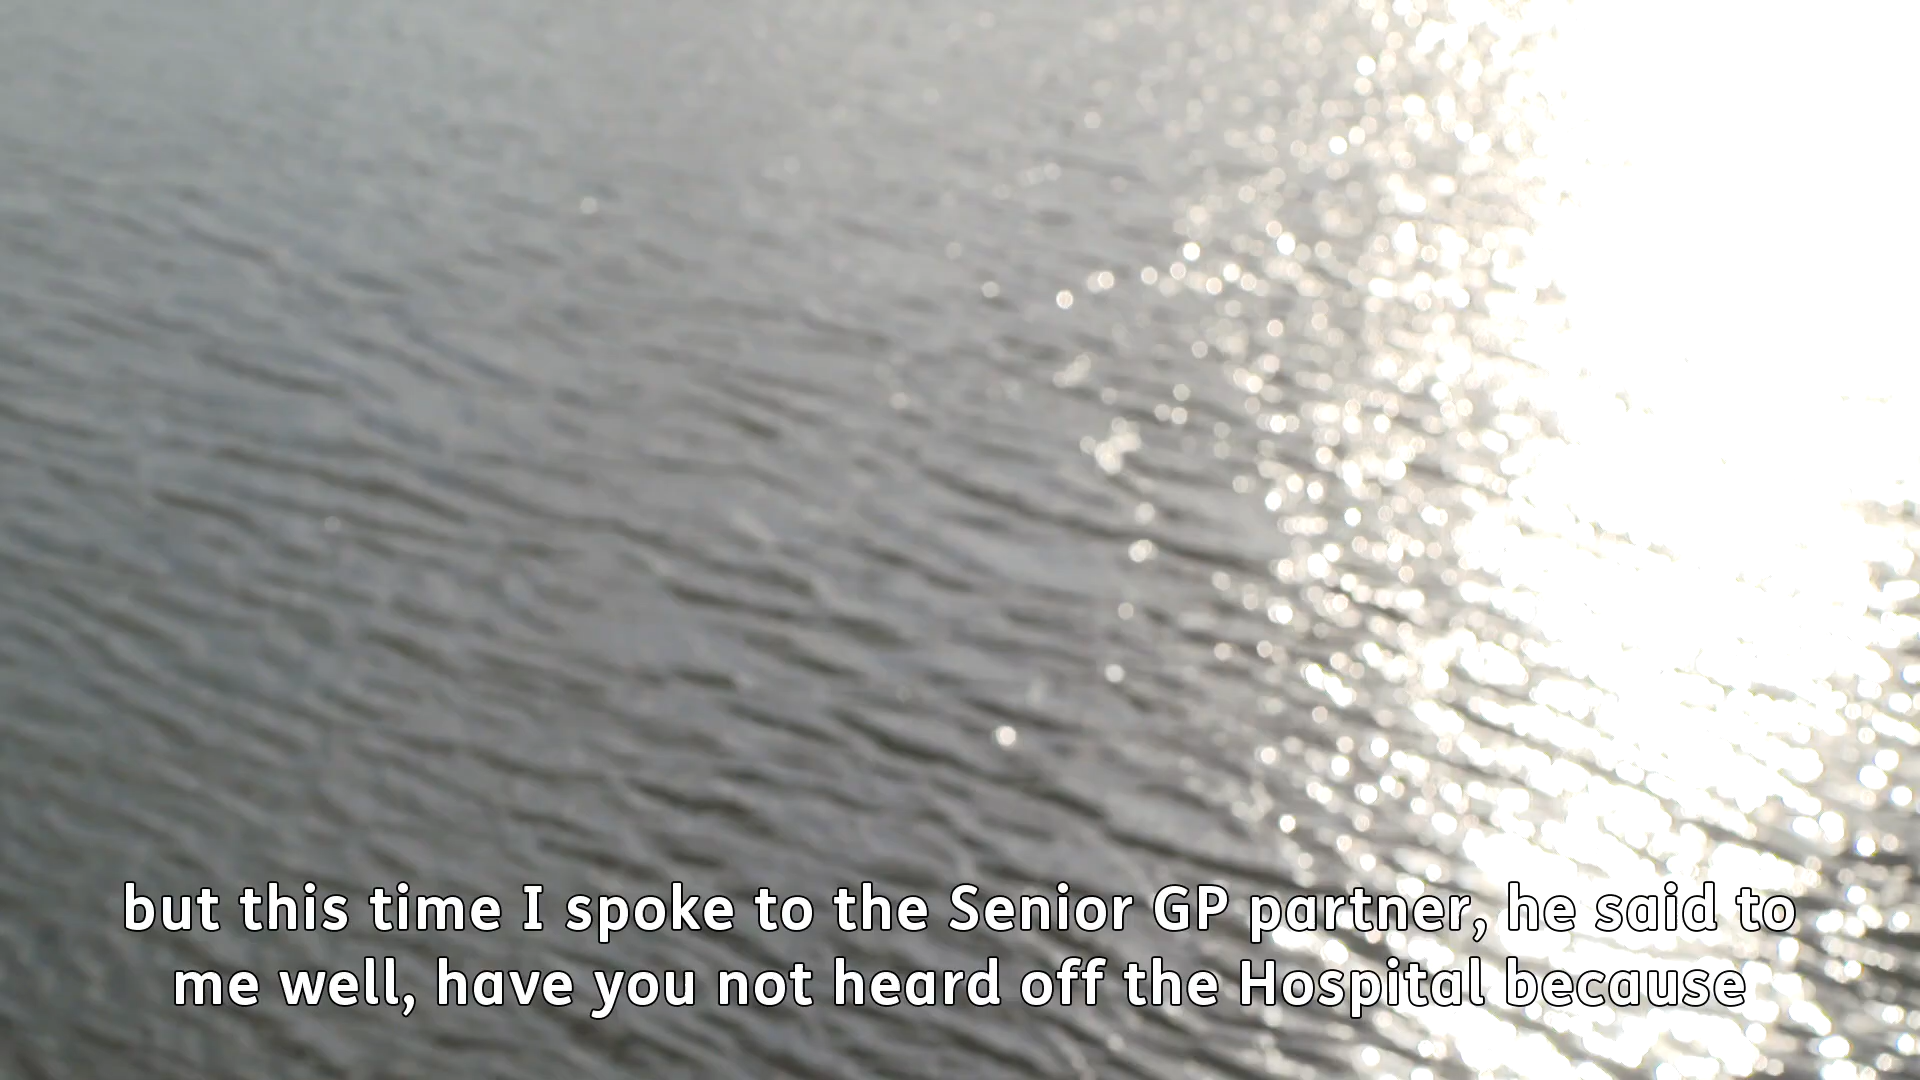 but this time I spoke to the Senior GP partner, he said to
me well, have you not heard off the Hospital because